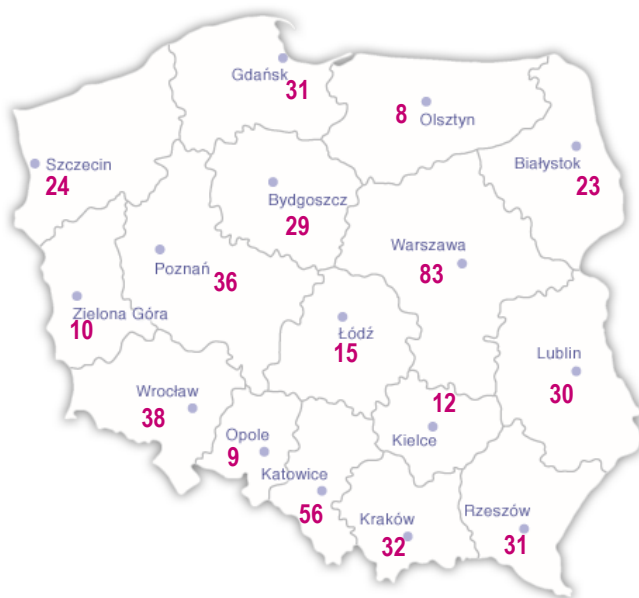 Gdańsk
31
8
Olsztyn
Białystok
23
Szczecin
24
Bydgoszcz
29
Warszawa
83
Poznań
36
Zielona Góra
10
Łódź
15
Lublin
30
Wrocław
38
12
Kielce
Opole
9
Katowice
56
Kraków
32
Rzeszów
31